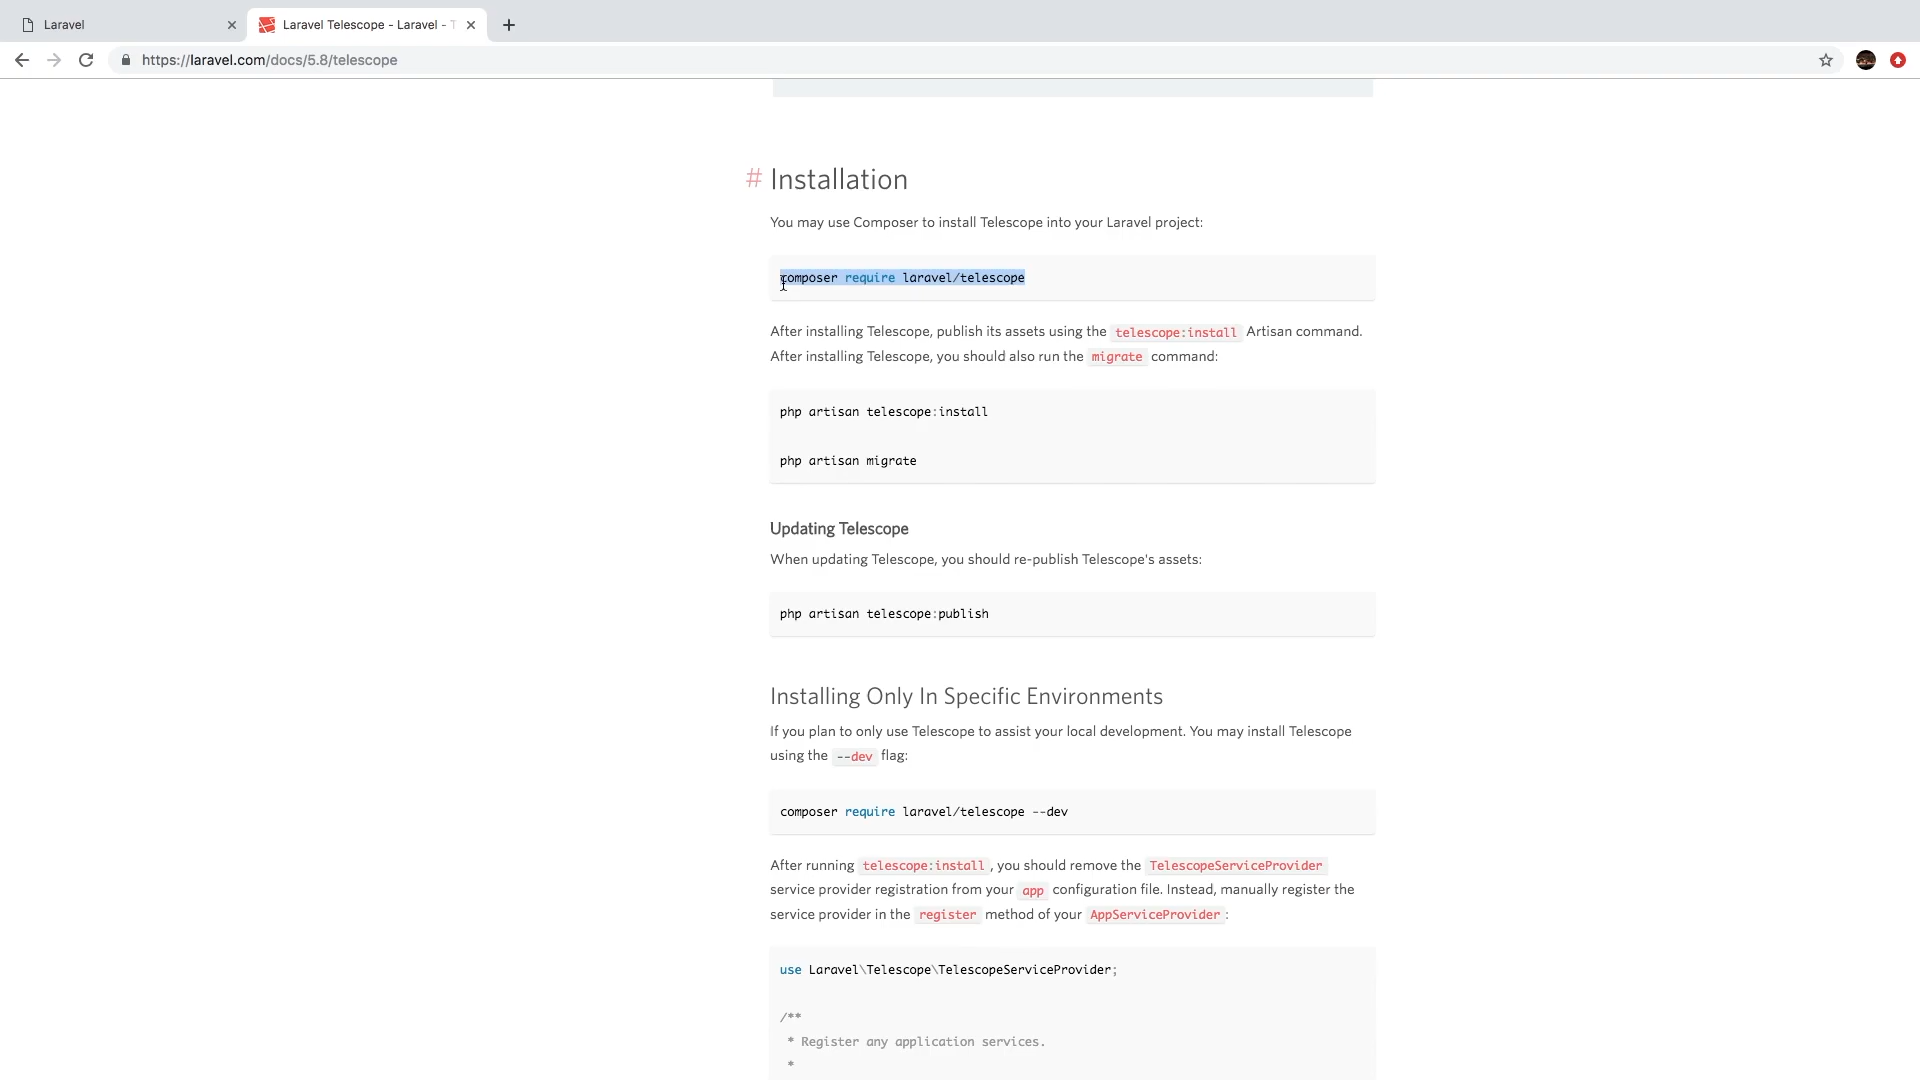 Laravel
Laravel Telescope - Laravel - T
https://laravel.com/docs/5.8/telescope
# Installation
You may use Composer to install Telescope into your Laravel project:
composer require laravel/telescope
After installing Telescope, publish its assets using the telescope:install Artisan command.
After installing Telescope, you should also run the migrate command:
php artisan telescope:install
php artisan migrate
Updating Telescope
When updating Telescope, you should re-publish Telescope's assets:
php artisan telescope:publish
Installing Only In Specific Environments
If you plan to only use Telescope to assist your local development. You may install Telescope
using the --dev flag:
composer require laravel/telescope --dev
After running telescope:install, you should remove the TelescopeServiceProvider
service provider registration from your app configuration file. Instead, manually register the
service provider in the register method of your AppServiceProvider:
use Laravel\Telescope\TelescopeServiceProvider;
/**
* Register any application services.
*